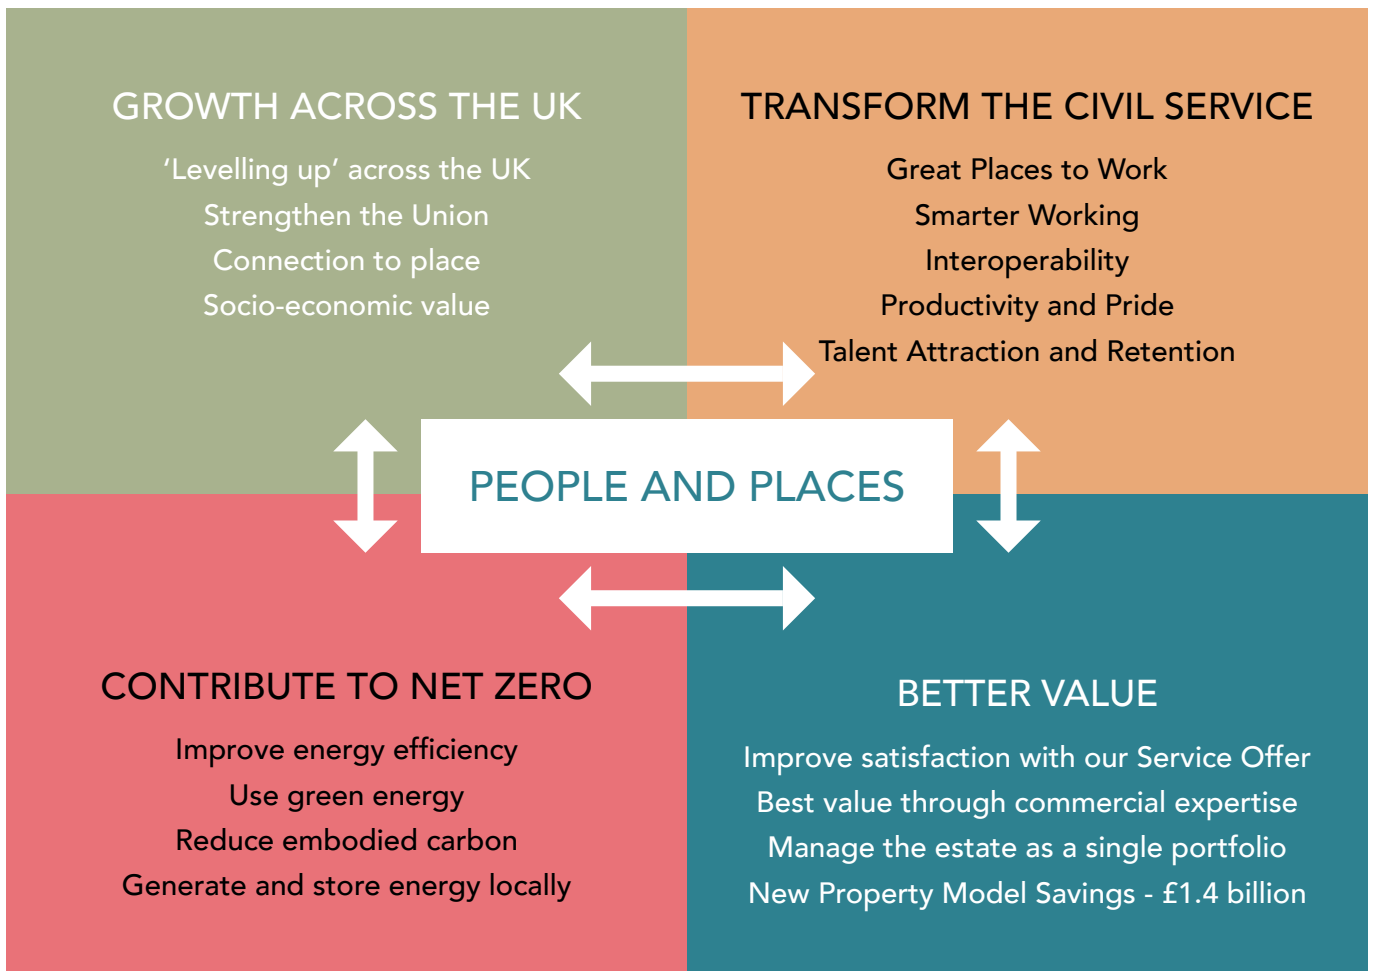 GROWTH ACROSS THE UK
‘Levelling up’ across the UK
Strengthen the Union
Connection to place
Socio-economic value
TRANSFORM THE CIVIL SERVICE
Great Places to Work
Smarter Working
Interoperability
Productivity and Pride
Talent Attraction and Retention
PEOPLE AND PLACES
CONTRIBUTE TO NET ZERO
Improve energy efficiency
Use green energy
Reduce embodied carbon
Generate and store energy locally
BETTER VALUE
Improve satisfaction with our Service Offer
Best value through commercial expertise
Manage the estate as a single portfolio
New Property Model Savings - £1.4 billion